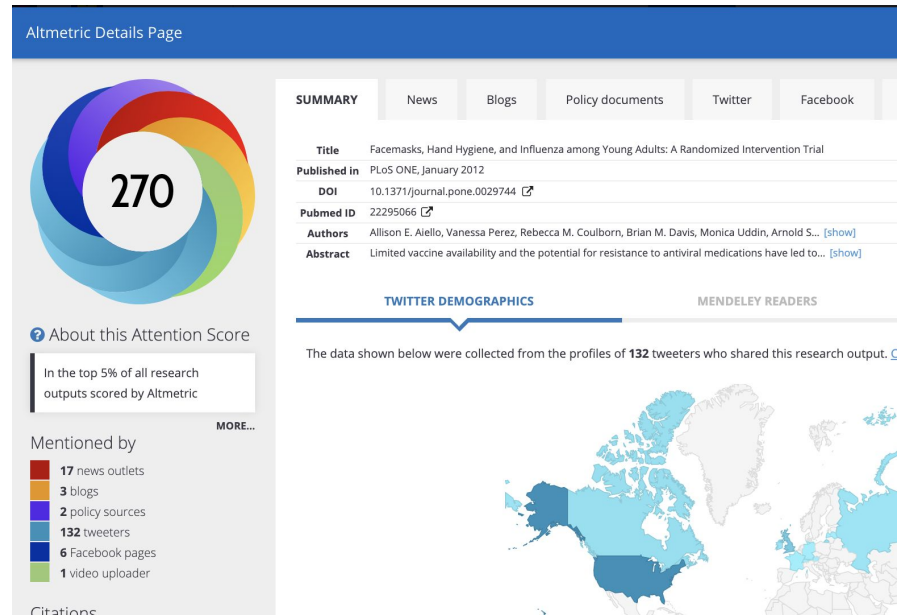 Altmetric Details Page
270
About this Attention Score
In the top 5% of all research
outputs scored by Altmetric
MORE...
Mentioned by
17 news outlets
3 blogs
2 policy sources
132 tweeters
6 Facebook pages
1 video uploader
Citations
SUMMARY News Blogs Policy documents Twitter Facebook
Title Facemasks, Hand Hygiene, and Influenza among Young Adults: A Randomized Intervention Trial
Published in PLoS ONE, January 2012
DOI 10.1371/journal.pone.0029744
Pubmed ID 22295066
Authors Allison E. Aiello, Vanessa Perez, Rebecca M. Coulborn, Brian M. Davis, Monica Uddin, Arnold S... [show]
Abstract Limited vaccine availability and the potential for resistance to antiviral medications have led to... [show]
TWITTER DEMOGRAPHICS MENDELEY READERS
The data shown below were collected from the profiles of 132 tweeters who shared this research output.